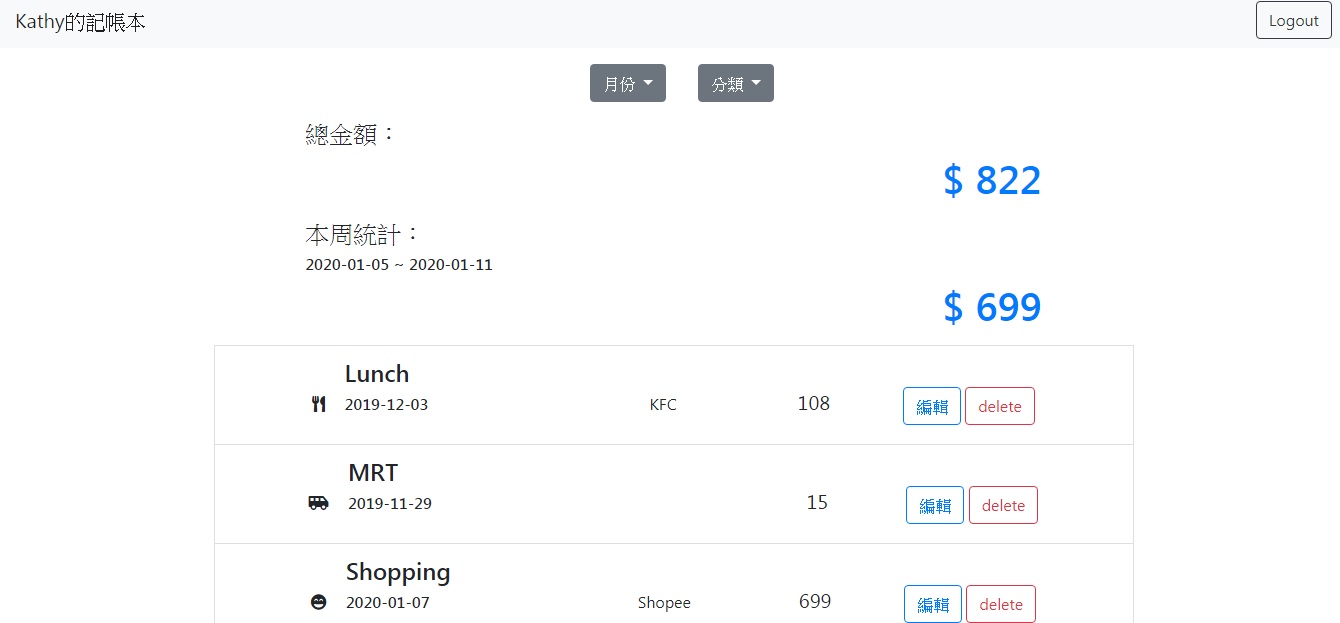 Kathy的記帳本
Logout
月份
分類
總金額：
$ 822
本周統計：
2020-01-05 ~ 2020-01-11
$ 699
Lunch
2019-12-03 KFC 108 編輯 delete
MRT
2019-11-29 15 編輯 delete
Shopping
2020-01-07 Shopee 699 編輯 delete